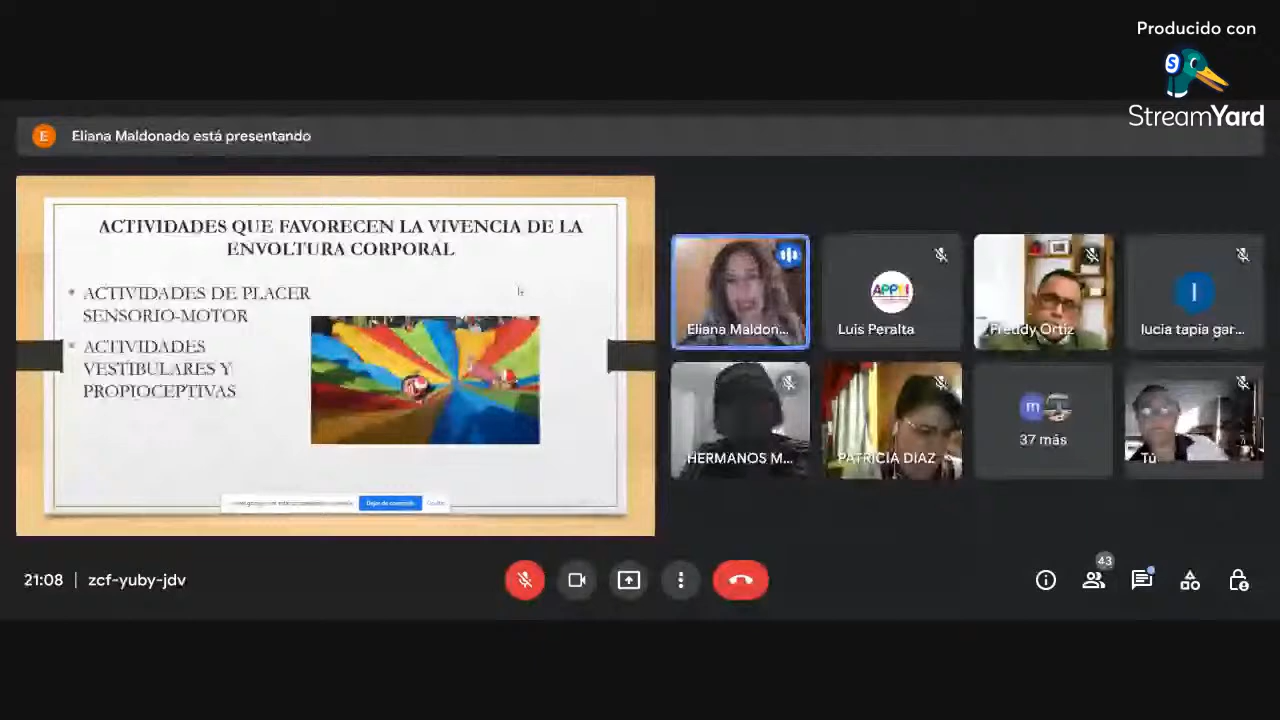 Producido con
StreamYard
E
Eliana Maldonado está presentando
ACTIVIDADES QUE FAVORECEN LA VIVENCIA DE LA
ENVOLTURA CORPORAL
• ACTIVIDADES DE PLACER
SENSORIO-MOTOR
• ACTIVIDADES
VESTIBULARES Y
PROPIOCEPTIVAS
Dejar de compartir
Ocultar
Eliana Maldon...
Luis Peralta
Freddy Ortiz
l
lucia tapia gar...
HERMANOS M...
PATRICIA DIAZ
m
37 más
Tú
21:08 | zcf-yuby-jdv
43